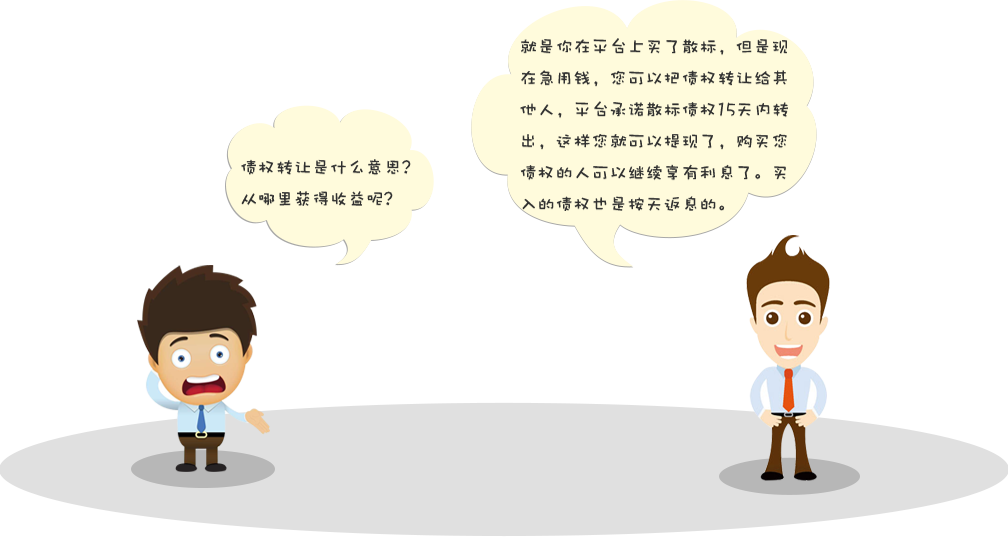 债权转让是什么意思?
从哪里获得收益呢?
就是你在平台上买了散标，但是现
在急用钱，您可以把债权转让给其
他人，平台承诺散标债权15天内转
出，这样您就可以提现了，购买您
债权的人可以继续享有利息了。买
入的债权也是按天返息的。